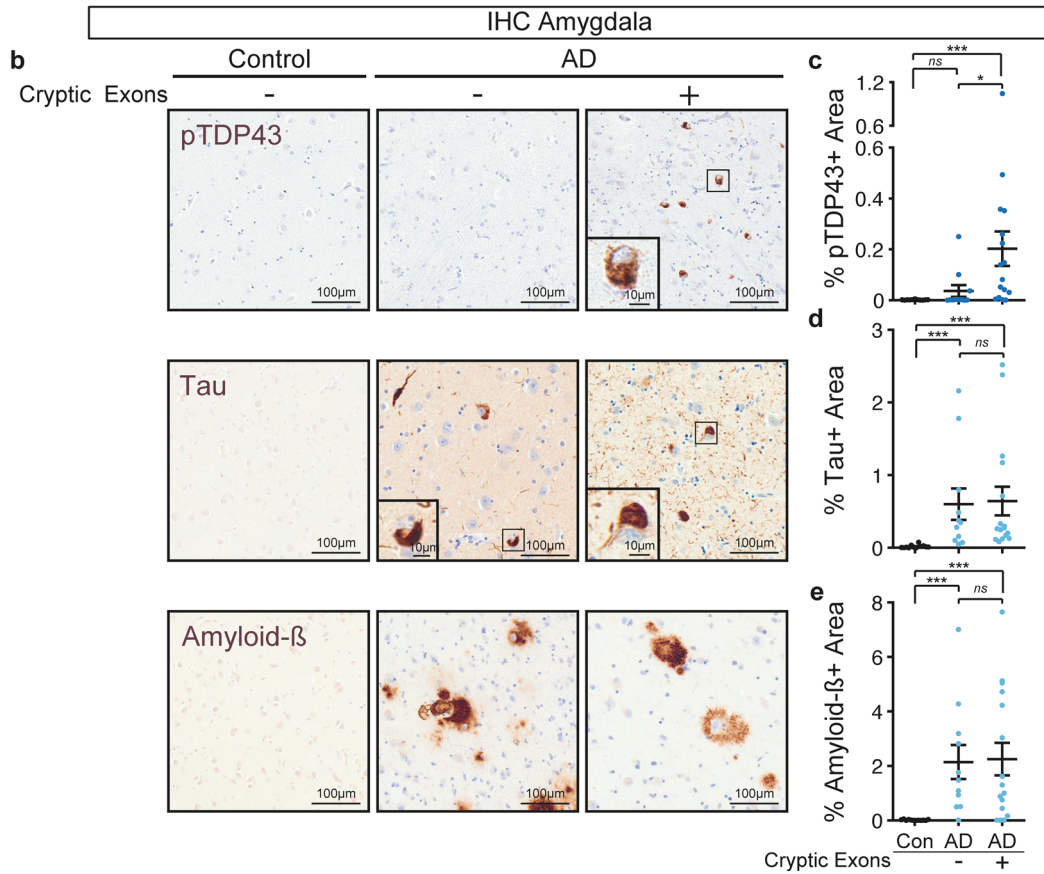 IHC Amygdala
b
Control
AD
Cryptic Exons
-
-
+
pTDP43
100µm
100µm
10µm
100µm
Tau
100µm
10µm
100µm
10µm
100µm
Amyloid-ß
100µm
100µm
100µm
c
***
ns
*
% pTDP43+ Area
1.2
0.6
0.6
0.4
0.2
0
d
***
***
ns
% Tau+ Area
3
2
1
0
e
***
***
ns
% Amyloid-ß+ Area
8
6
4
2
0
Con AD AD
Cryptic Exons - +